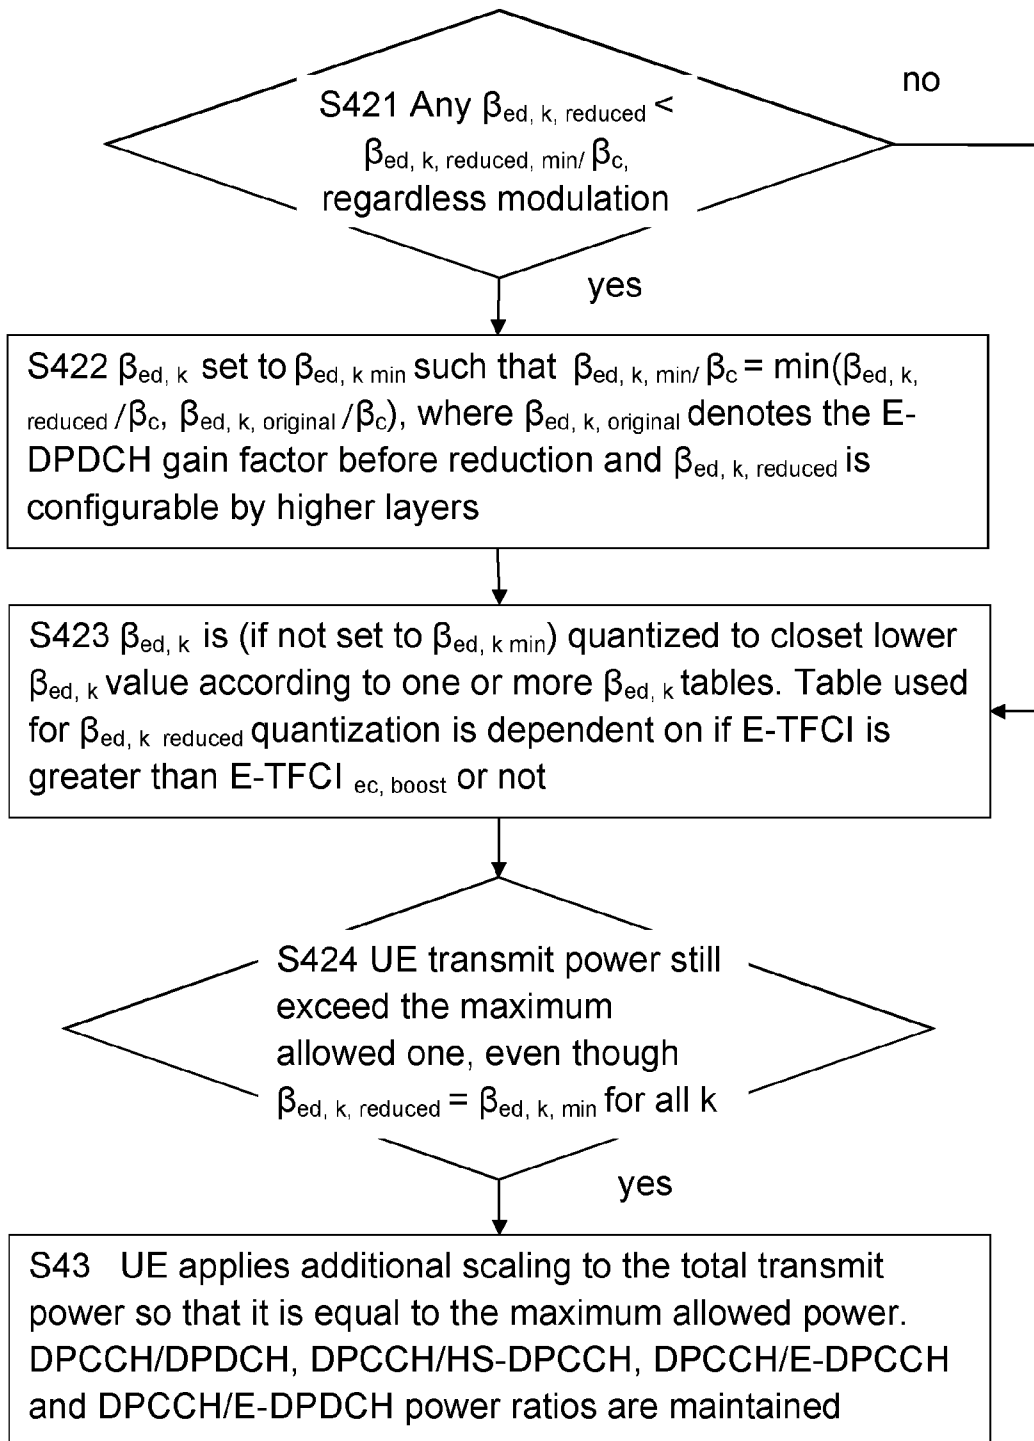 no
S421 Any βed, k, reduced <
βed, k, reduced, min/ βc,
regardless modulation
yes
S422 βed, k set to βed, k min such that βed, k, min/ βc = min(βed, k,
reduced /βc, βed, k, original /βc), where βed, k, original denotes the E-
DPDCH gain factor before reduction and βed, k, reduced is
configurable by higher layers
S423 βed, k is (if not set to βed, k min) quantized to closet lower
βed, k value according to one or more βed, k tables. Table used
for βed, k reduced quantization is dependent on if E-TFCI is
greater than E-TFCI ec, boost or not
S424 UE transmit power still
exceed the maximum
allowed one, even though
βed, k, reduced = βed, k, min for all k
yes
S43 UE applies additional scaling to the total transmit
power so that it is equal to the maximum allowed power.
DPCCH/DPDCH, DPCCH/HS-DPCCH, DPCCH/E-DPCCH
and DPCCH/E-DPDCH power ratios are maintained